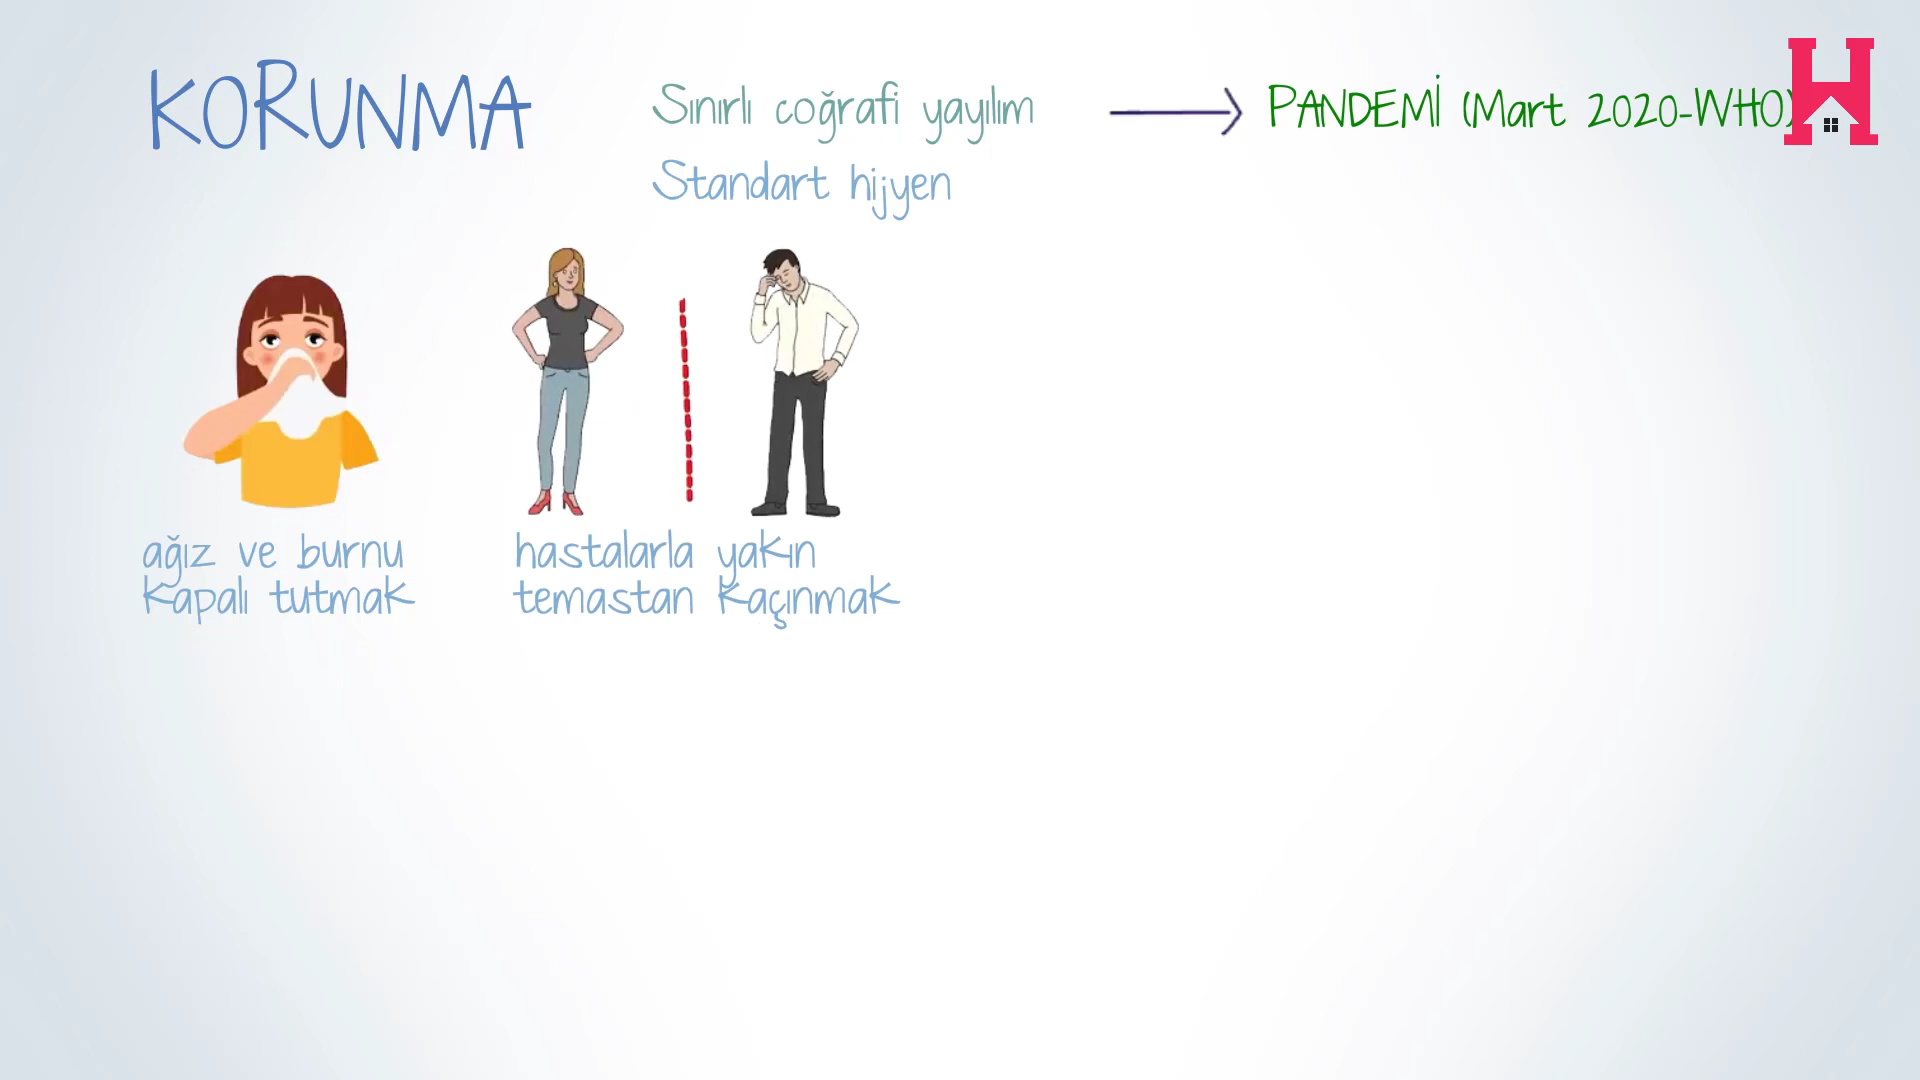 KORUNMA
Sınırlı coğrafi yayılım
PANDEMİ (Mart 2020-WHO)
Standart hijyen
ağız ve burnu
kapalı tutmak
hastalarla yakın
temastan kaçınmak
H